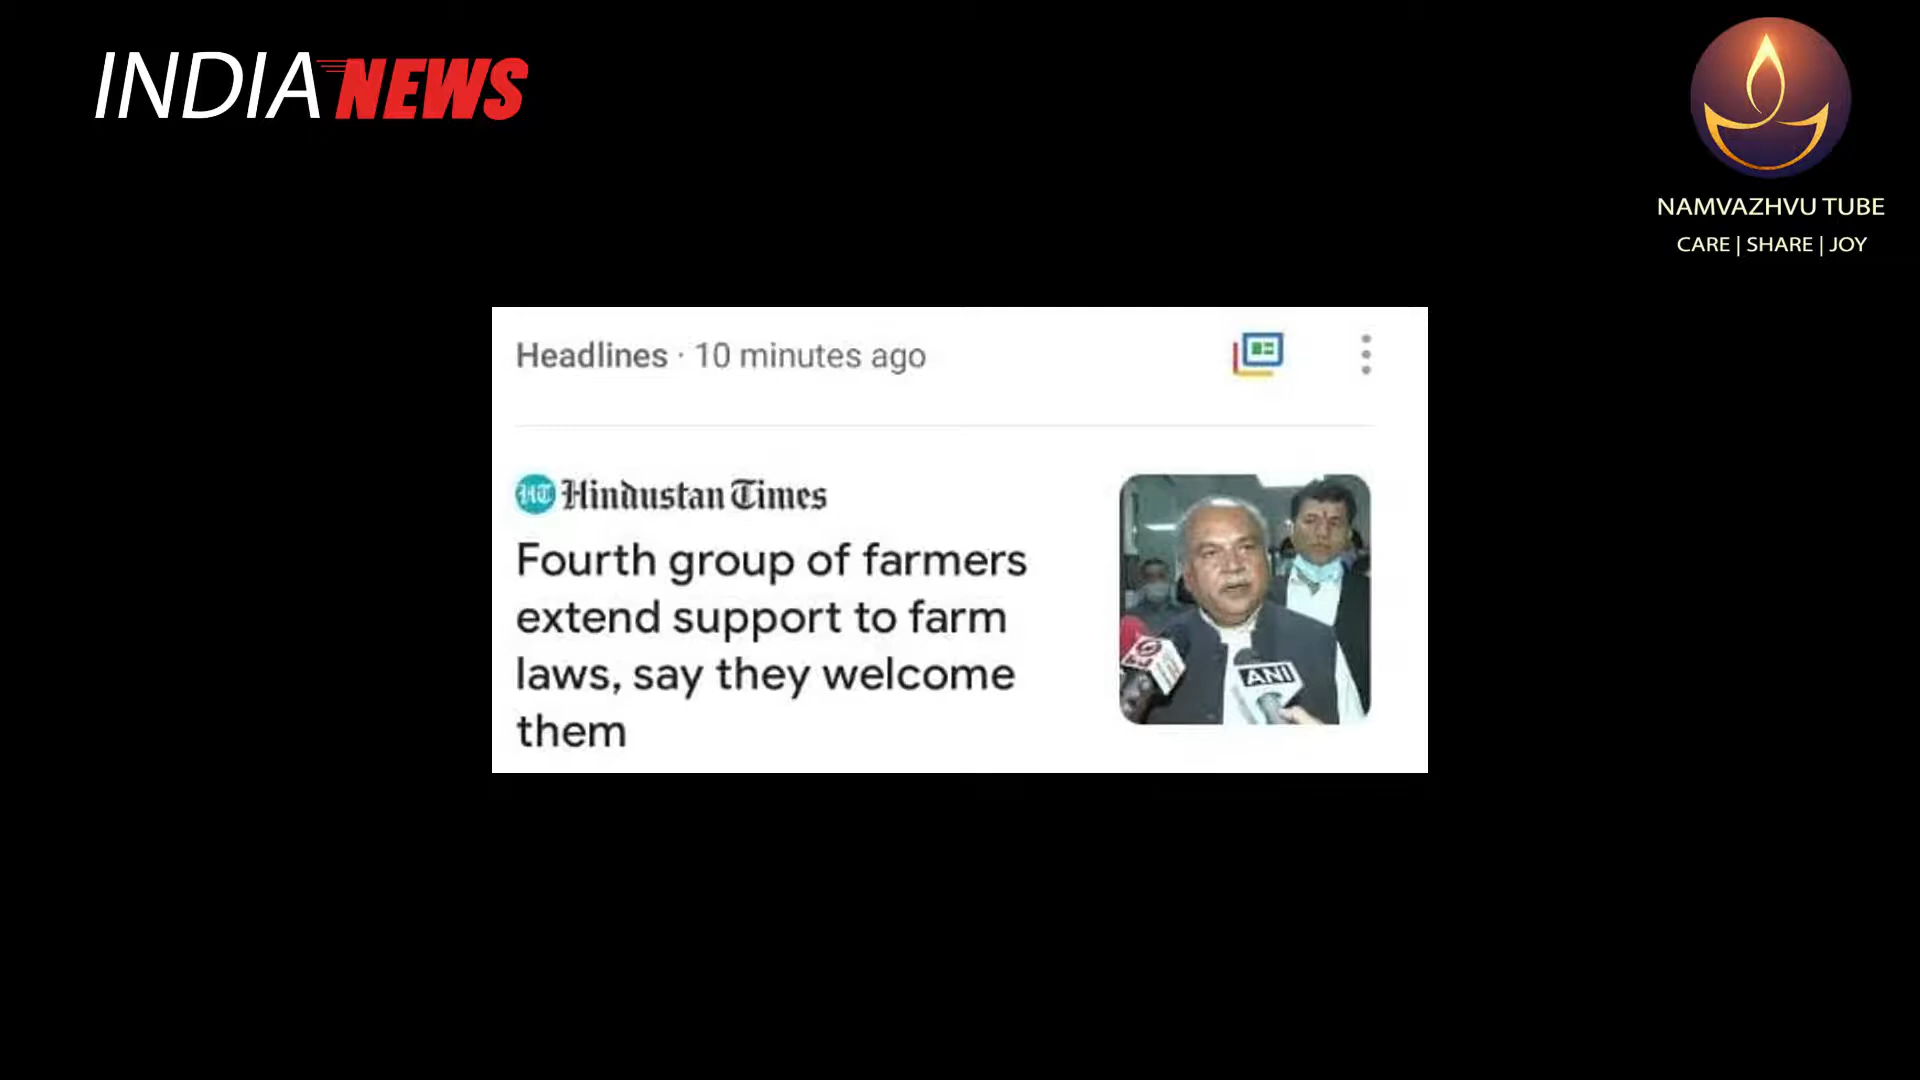 INDIA NEWS
NAMVAZHVU TUBE
CARE | SHARE | JOY
Headlines · 10 minutes ago
HT Hindustan Times
Fourth group of farmers
extend support to farm
laws, say they welcome
them
ANI